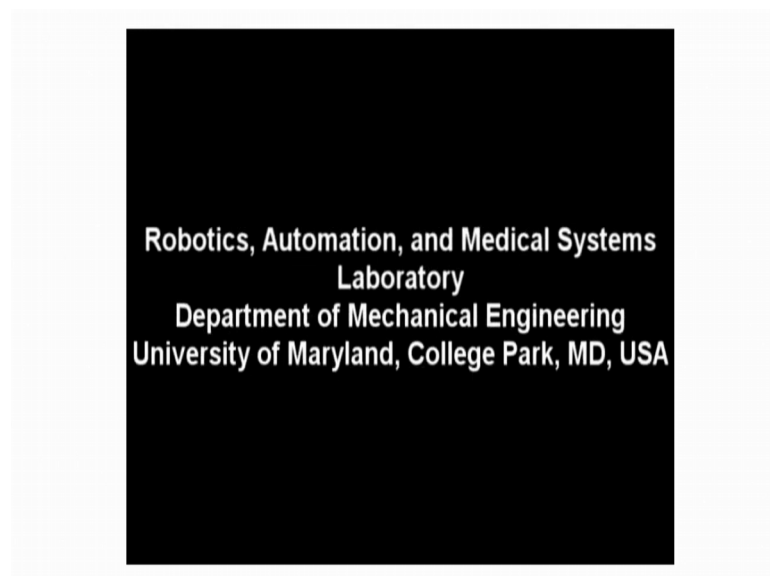 Robotics, Automation, and Medical Systems
Laboratory
Department of Mechanical Engineering
University of Maryland, College Park, MD, USA